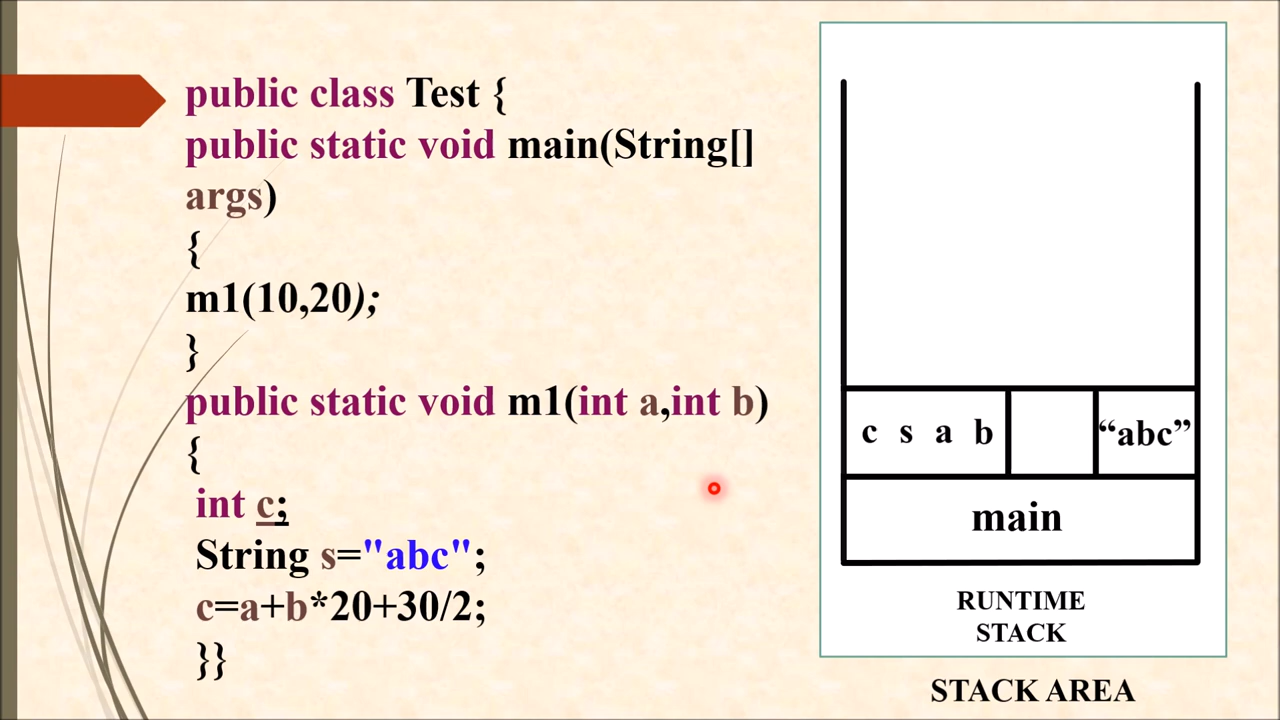 public class Test {
public static void main(String[]
args)
{
m1(10,20);
}
public static void m1(int a,int b)
{
int c;
String s="abc";
c=a+b*20+30/2;
}}
c s a b
“abc”
main
RUNTIME
STACK
STACK AREA